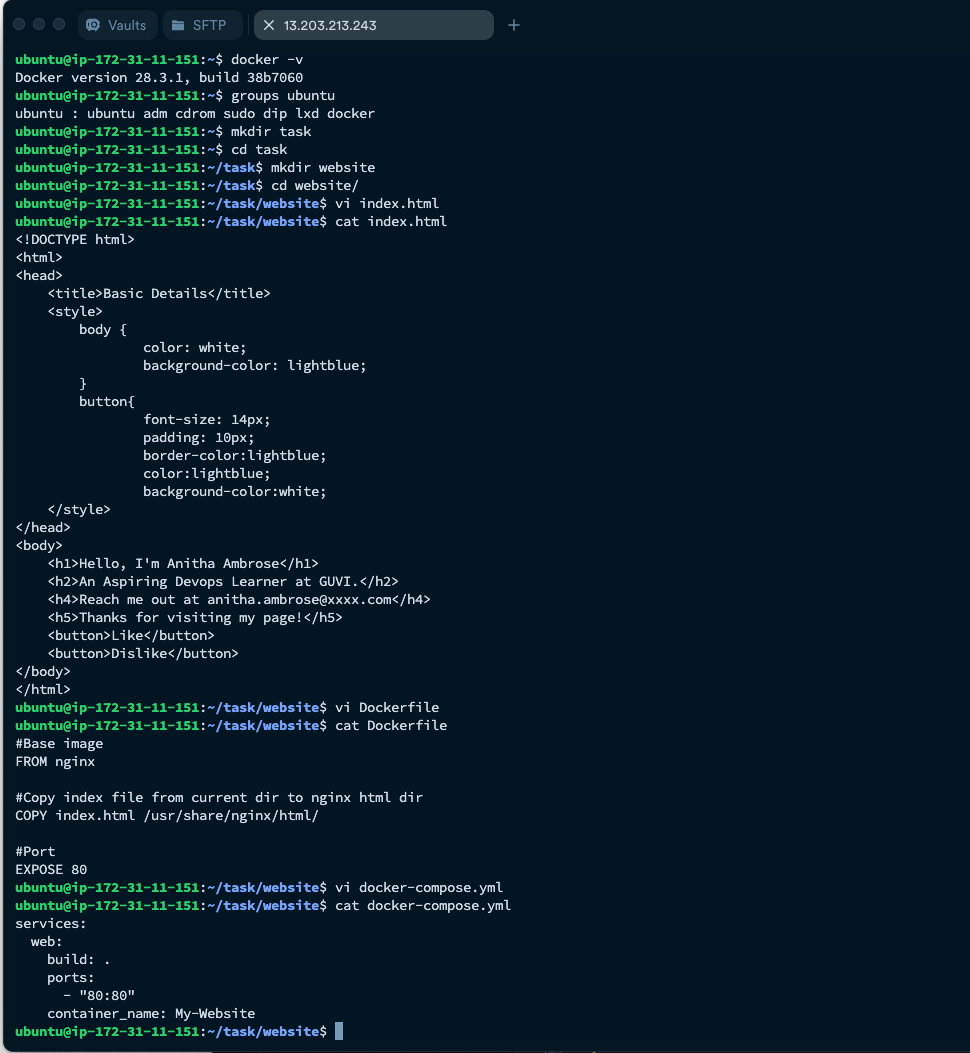 Vaults SFTP 13.203.213.243
ubuntu@ip-172-31-11-151:~$ docker -v
Docker version 28.3.1, build 38b7060
ubuntu@ip-172-31-11-151:~$ groups ubuntu
ubuntu : ubuntu adm cdrom sudo dip lxd docker
ubuntu@ip-172-31-11-151:~$ mkdir task
ubuntu@ip-172-31-11-151:~$ cd task
ubuntu@ip-172-31-11-151:~/task$ mkdir website
ubuntu@ip-172-31-11-151:~/task$ cd website/
ubuntu@ip-172-31-11-151:~/task/website$ vi index.html
ubuntu@ip-172-31-11-151:~/task/website$ cat index.html
<!DOCTYPE html>
<html>
<head>
    <title>Basic Details</title>
    <style>
        body {
                color: white;
                background-color: lightblue;
        }
        button{
                font-size: 14px;
                padding: 10px;
                border-color:lightblue;
                color:lightblue;
                background-color:white;
    </style>
</head>
<body>
    <h1>Hello, I'm Anitha Ambrose</h1>
    <h2>An Aspiring Devops Learner at GUVI.</h2>
    <h4>Reach me out at anitha.ambrose@xxxx.com</h4>
    <h5>Thanks for visiting my page!</h5>
    <button>Like</button>
    <button>Dislike</button>
</body>
</html>
ubuntu@ip-172-31-11-151:~/task/website$ vi Dockerfile
ubuntu@ip-172-31-11-151:~/task/website$ cat Dockerfile
#Base image
FROM nginx

#Copy index file from current dir to nginx html dir
COPY index.html /usr/share/nginx/html/

#Port
EXPOSE 80
ubuntu@ip-172-31-11-151:~/task/website$ vi docker-compose.yml
ubuntu@ip-172-31-11-151:~/task/website$ cat docker-compose.yml
services:
  web:
    build: .
    ports:
      - "80:80"
    container_name: My-Website
ubuntu@ip-172-31-11-151:~/task/website$